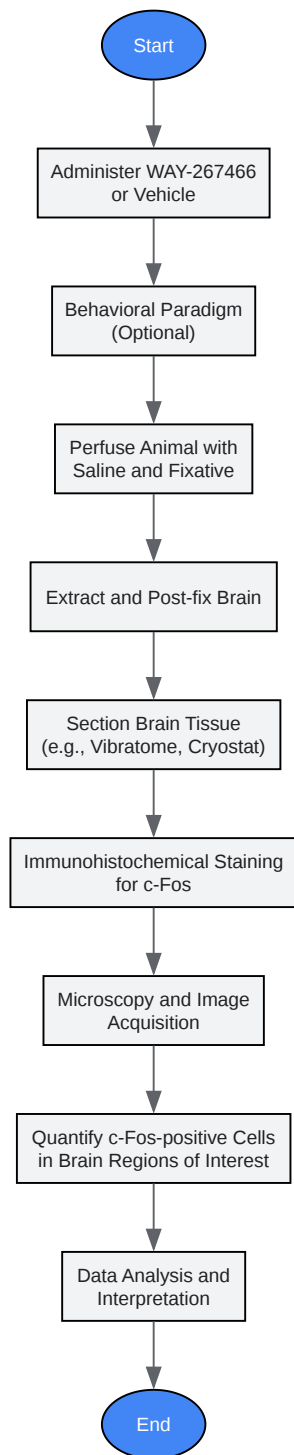 Start
Administer WAY-267466
or Vehicle
Behavioral Paradigm
(Optional)
Perfuse Animal with
Saline and Fixative
Extract and Post-fix Brain
Section Brain Tissue
(e.g., Vibratome, Cryostat)
Immunohistochemical Staining
for c-Fos
Microscopy and Image
Acquisition
Quantify c-Fos-positive Cells
in Brain Regions of Interest
Data Analysis and
Interpretation
End